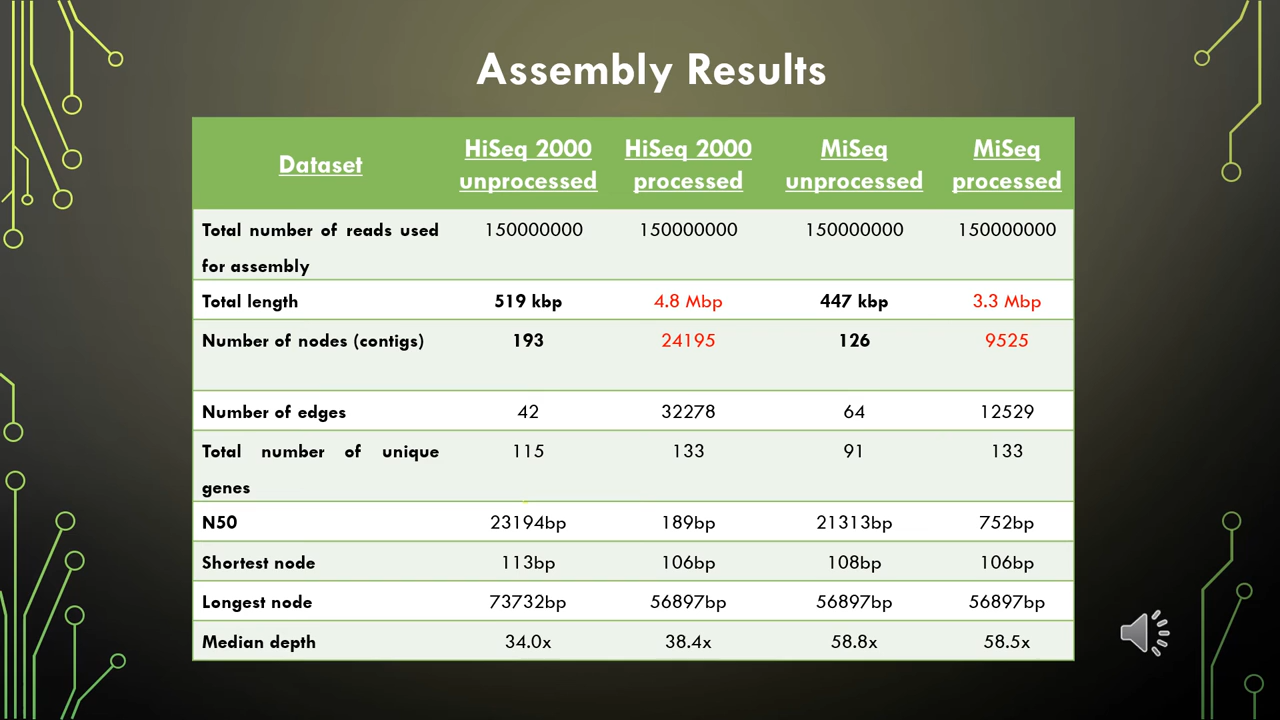 Assembly Results
Dataset
HiSeq 2000 unprocessed
HiSeq 2000 processed
MiSeq unprocessed
MiSeq processed
Total number of reads used for assembly 150000000 150000000 150000000 150000000
Total length 519 kbp 4.8 Mbp 447 kbp 3.3 Mbp
Number of nodes (contigs) 193 24195 126 9525
Number of edges 42 32278 64 12529
Total number of unique genes 115 133 91 133
N50 23194bp 189bp 21313bp 752bp
Shortest node 113bp 106bp 108bp 106bp
Longest node 73732bp 56897bp 56897bp 56897bp
Median depth 34.0x 38.4x 58.8x 58.5x